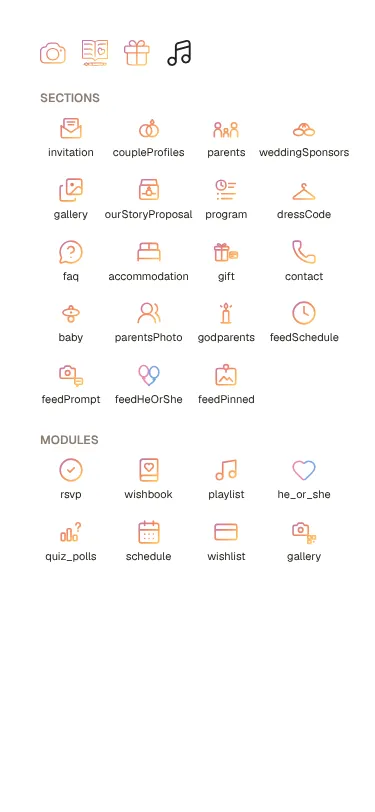 SECTIONS
invitation coupleProfiles parents weddingSponsors
gallery ourStoryProposal program dressCode
faq accommodation gift contact
baby parentsPhoto godparents feedSchedule
feedPrompt feedHeOrShe feedPinned
MODULES
rsvp wishbook playlist he_or_she
quiz_polls schedule wishlist gallery